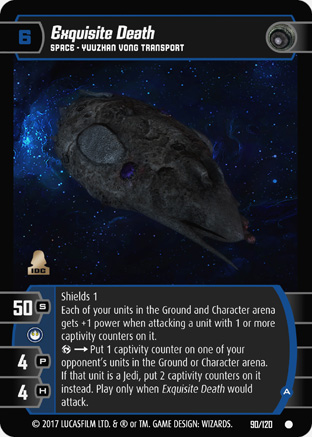 6
Exquisite Death
SPACE • YUUZHAN VONG TRANSPORT
IDC
50 S
4 P
4 H
Shields 1
Each of your units in the Ground and Character arena
gets +1 power when attacking a unit with 1 or more
captivity counters on it.
→ Put 1 captivity counter on one of your
opponent's units in the Ground or Character arena.
If that unit is a Jedi, put 2 captivity counters on it
instead. Play only when Exquisite Death would
attack.
A
© 2017 LUCASFILM LTD. & ® or TM. GAME DESIGN: WIZARDS.
90/120